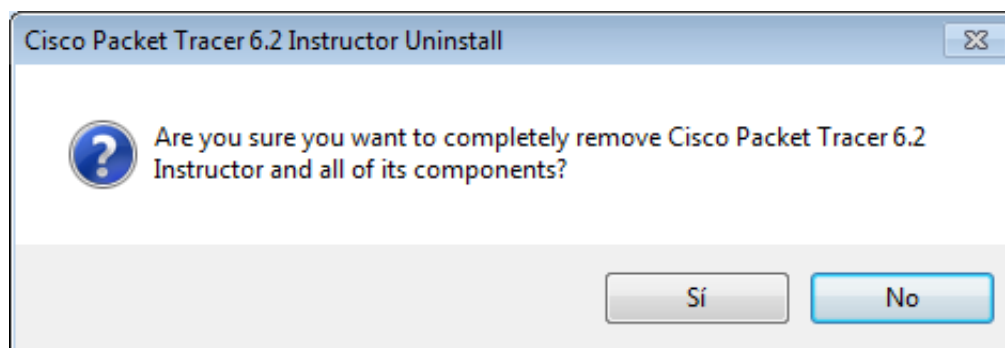 Cisco Packet Tracer 6.2 Instructor Uninstall
Are you sure you want to completely remove Cisco Packet Tracer 6.2
Instructor and all of its components?
Sí
No